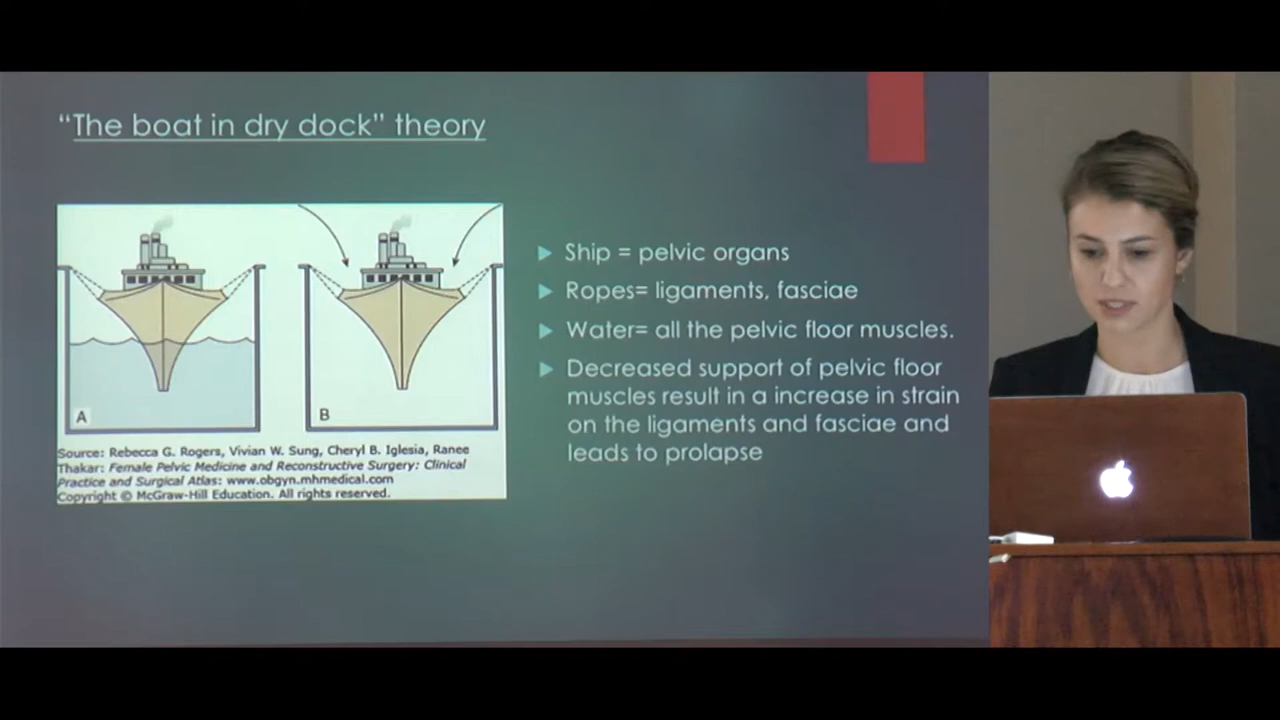 “The boat in dry dock” theory
A
B
Source: Rebecca G. Rogers, Vivian W. Sung, Cheryl B. Iglesia, Ranee
Thakar: Female Pelvic Medicine and Reconstructive Surgery: Clinical
Practice and Surgical Atlas: www.obgyn.mhmedical.com
Copyright © McGraw-Hill Education. All rights reserved.
Ship = pelvic organs
Ropes= ligaments, fasciae
Water= all the pelvic floor muscles.
Decreased support of pelvic floor
muscles result in a increase in strain
on the ligaments and fasciae and
leads to prolapse